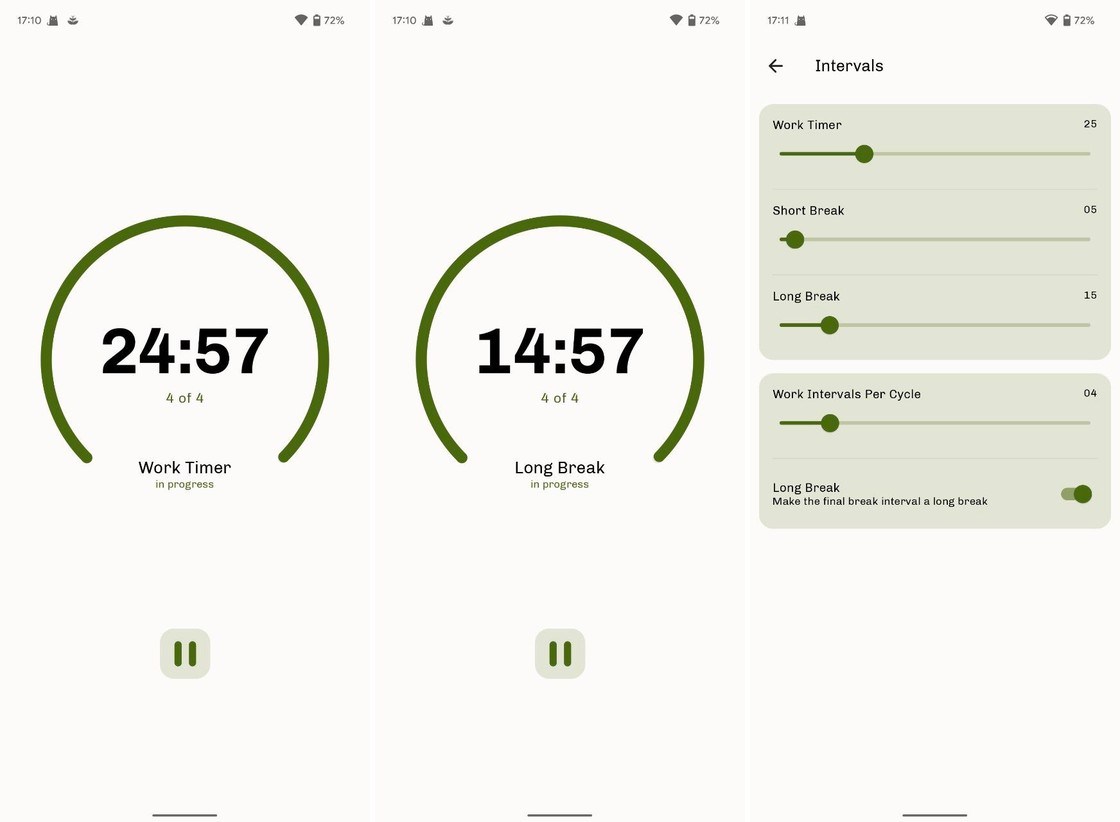 17:10
72%
24:57
4 of 4
Work Timer
in progress
17:10
72%
14:57
4 of 4
Long Break
in progress
17:11
72%
Intervals
Work Timer 25
Short Break 05
Long Break 15
Work Intervals Per Cycle 04
Long Break
Make the final break interval a long break